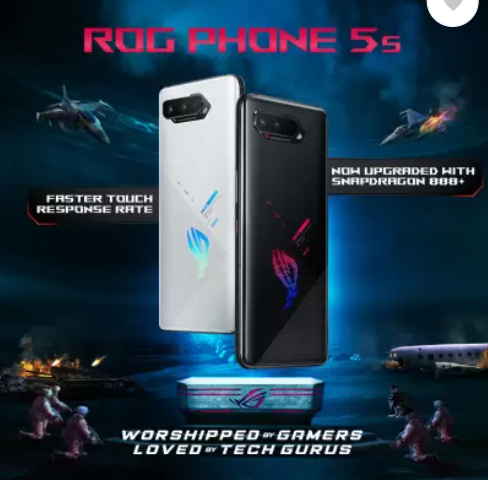 ROG PHONE 5s
FASTER TOUCH
RESPONSE RATE
NOW UPGRADED WITH
SNAPDRAGON 888+
WORSHIPPED BY GAMERS
LOVED BY TECH GURUS